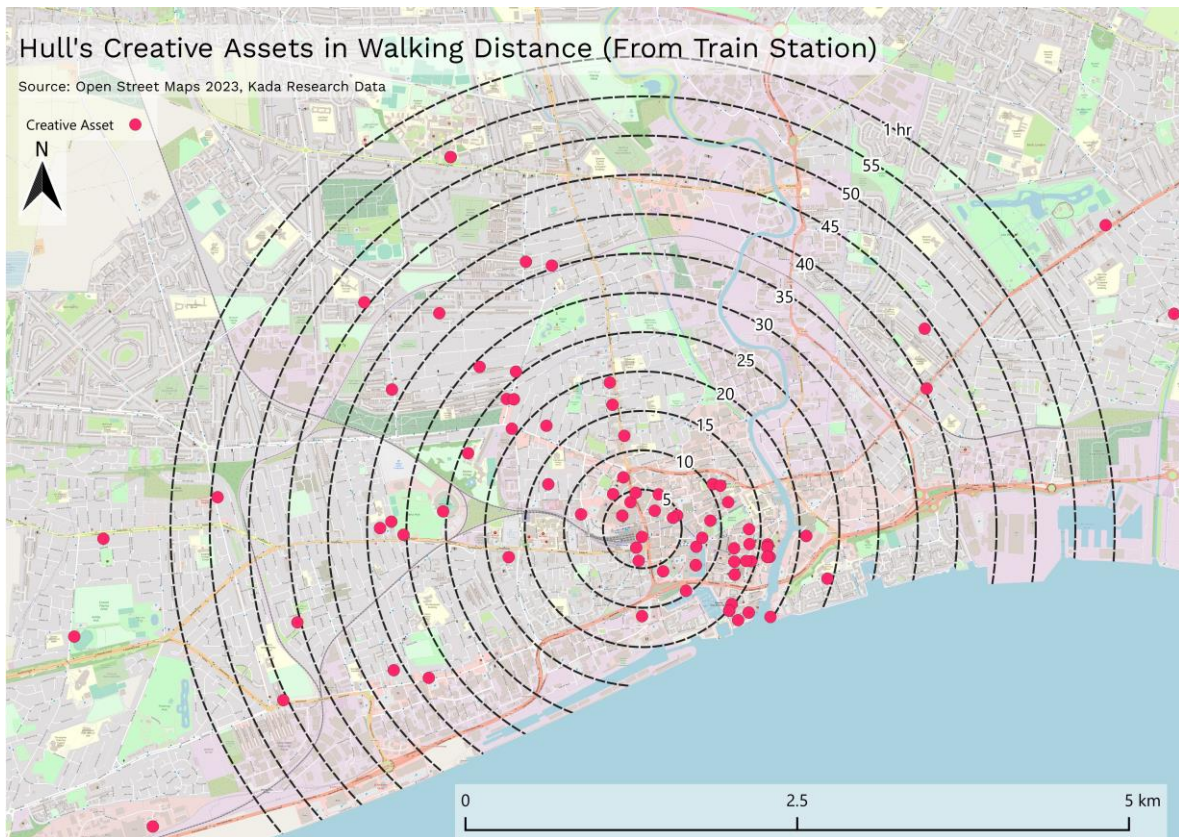 Hull's Creative Assets in Walking Distance (From Train Station)
Source: Open Street Maps 2023, Kada Research Data
Creative Asset
N
1 hr
55
50
45
40
35
30
25
20
15
10
5
0
2.5
5 km